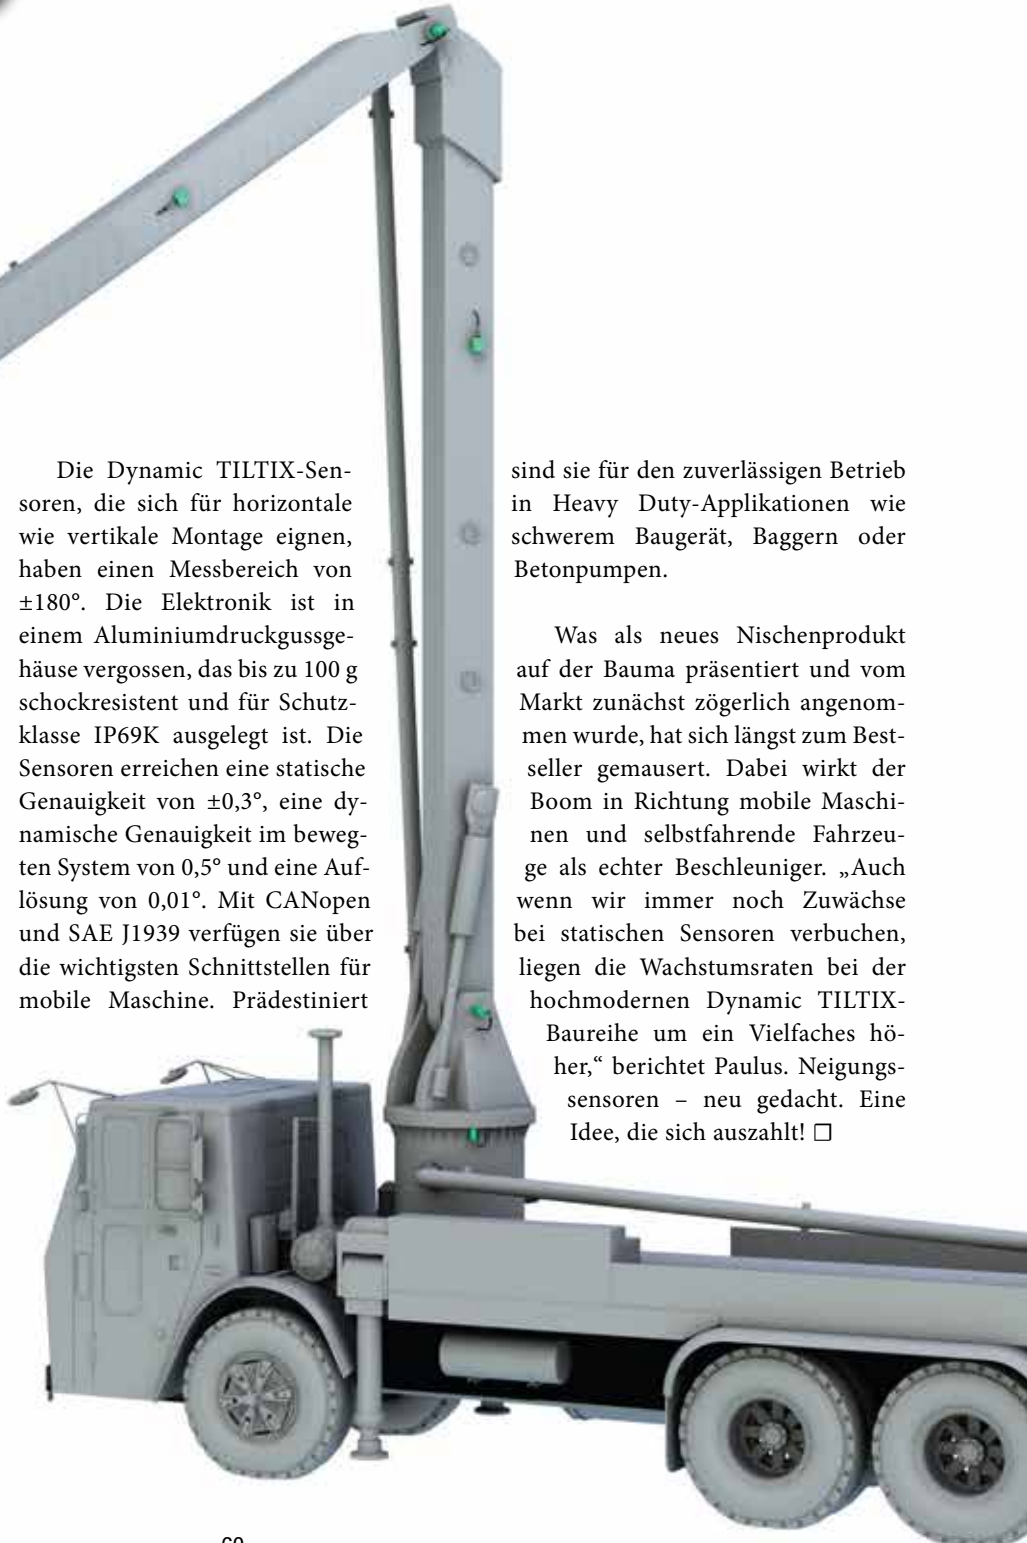 Die Dynamic TILTIX-Sen-
soren, die sich für horizontale
wie vertikale Montage eignen,
haben einen Messbereich von
±180°. Die Elektronik ist in
einem Aluminiumdruckgussge-
häuse vergossen, das bis zu 100 g
schockresistent und für Schutz-
klasse IP69K ausgelegt ist. Die
Sensoren erreichen eine statische
Genauigkeit von ±0,3°, eine dy-
namische Genauigkeit im beweg-
ten System von 0,5° und eine Auf-
lösung von 0,01°. Mit CANopen
und SAE J1939 verfügen sie über
die wichtigsten Schnittstellen für
mobile Maschine. Prädestiniert
sind sie für den zuverlässigen Betrieb
in Heavy Duty-Applikationen wie
schwerem Baugerät, Baggern oder
Betonpumpen.
Was als neues Nischenprodukt
auf der Bauma präsentiert und vom
Markt zunächst zögerlich angenom-
men wurde, hat sich längst zum Best-
seller gemausert. Dabei wirkt der
Boom in Richtung mobile Maschi-
nen und selbstfahrende Fahrzeu-
ge als echter Beschleuniger. „Auch
wenn wir immer noch Zuwächse
bei statischen Sensoren verbuchen,
liegen die Wachstumsraten bei der
hochmodernen Dynamic TILTIX-
Baureihe um ein Vielfaches hö-
her,“ berichtet Paulus. Neigungs-
sensoren – neu gedacht. Eine
Idee, die sich auszahlt! ❒